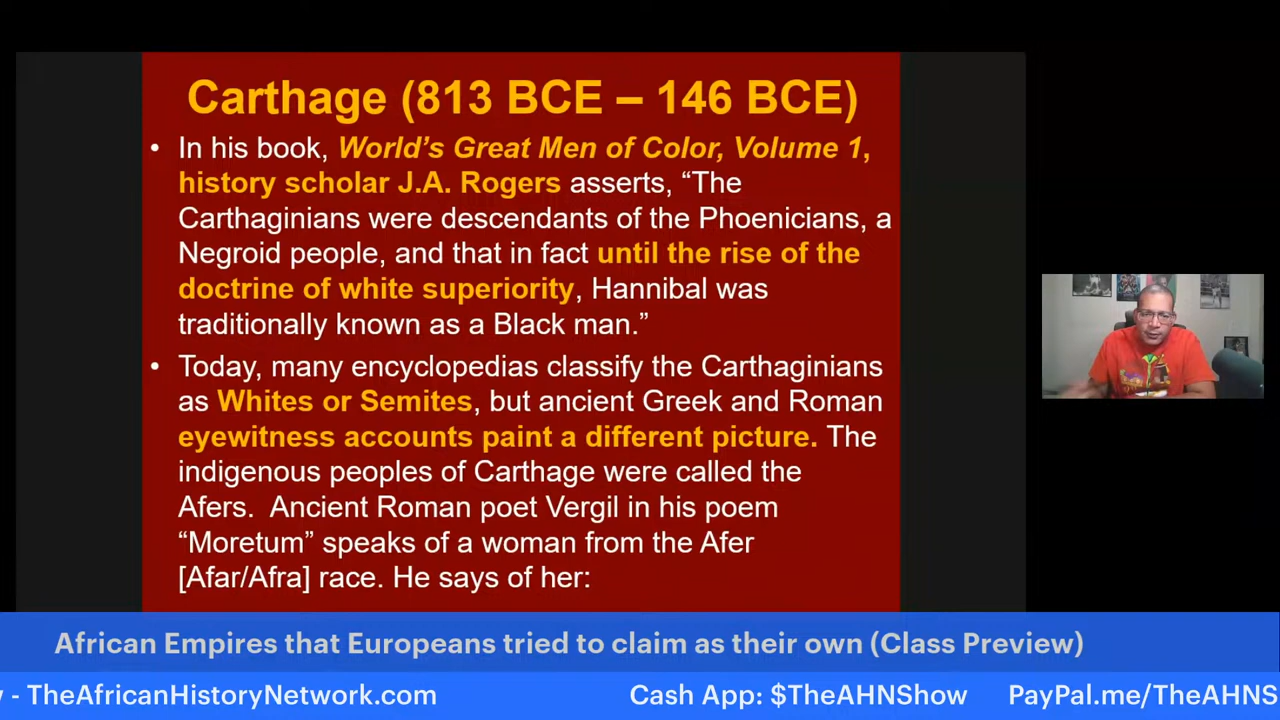 Carthage (813 BCE – 146 BCE)
• In his book, World's Great Men of Color, Volume 1,
history scholar J.A. Rogers asserts, “The
Carthaginians were descendants of the Phoenicians, a
Negroid people, and that in fact until the rise of the
doctrine of white superiority, Hannibal was
traditionally known as a Black man.”
• Today, many encyclopedias classify the Carthaginians
as Whites or Semites, but ancient Greek and Roman
eyewitness accounts paint a different picture. The
indigenous peoples of Carthage were called the
Afers. Ancient Roman poet Vergil in his poem
“Moretum” speaks of a woman from the Afer
[Afar/Afra] race. He says of her:
African Empires that Europeans tried to claim as their own (Class Preview)
- TheAfricanHistoryNetwork.com Cash App: $TheAHNShow PayPal.me/TheAHNS